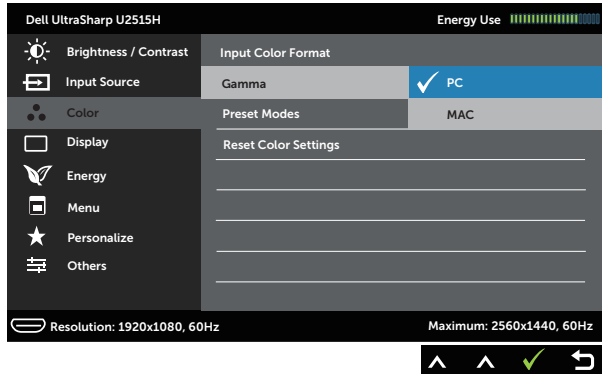 Dell UltraSharp U2515H Energy Use
Brightness / Contrast Input Color Format
Input Source Gamma PC
Color Preset Modes MAC
Display Reset Color Settings
Energy
Menu
Personalize
Others
Resolution: 1920x1080, 60Hz Maximum: 2560x1440, 60Hz